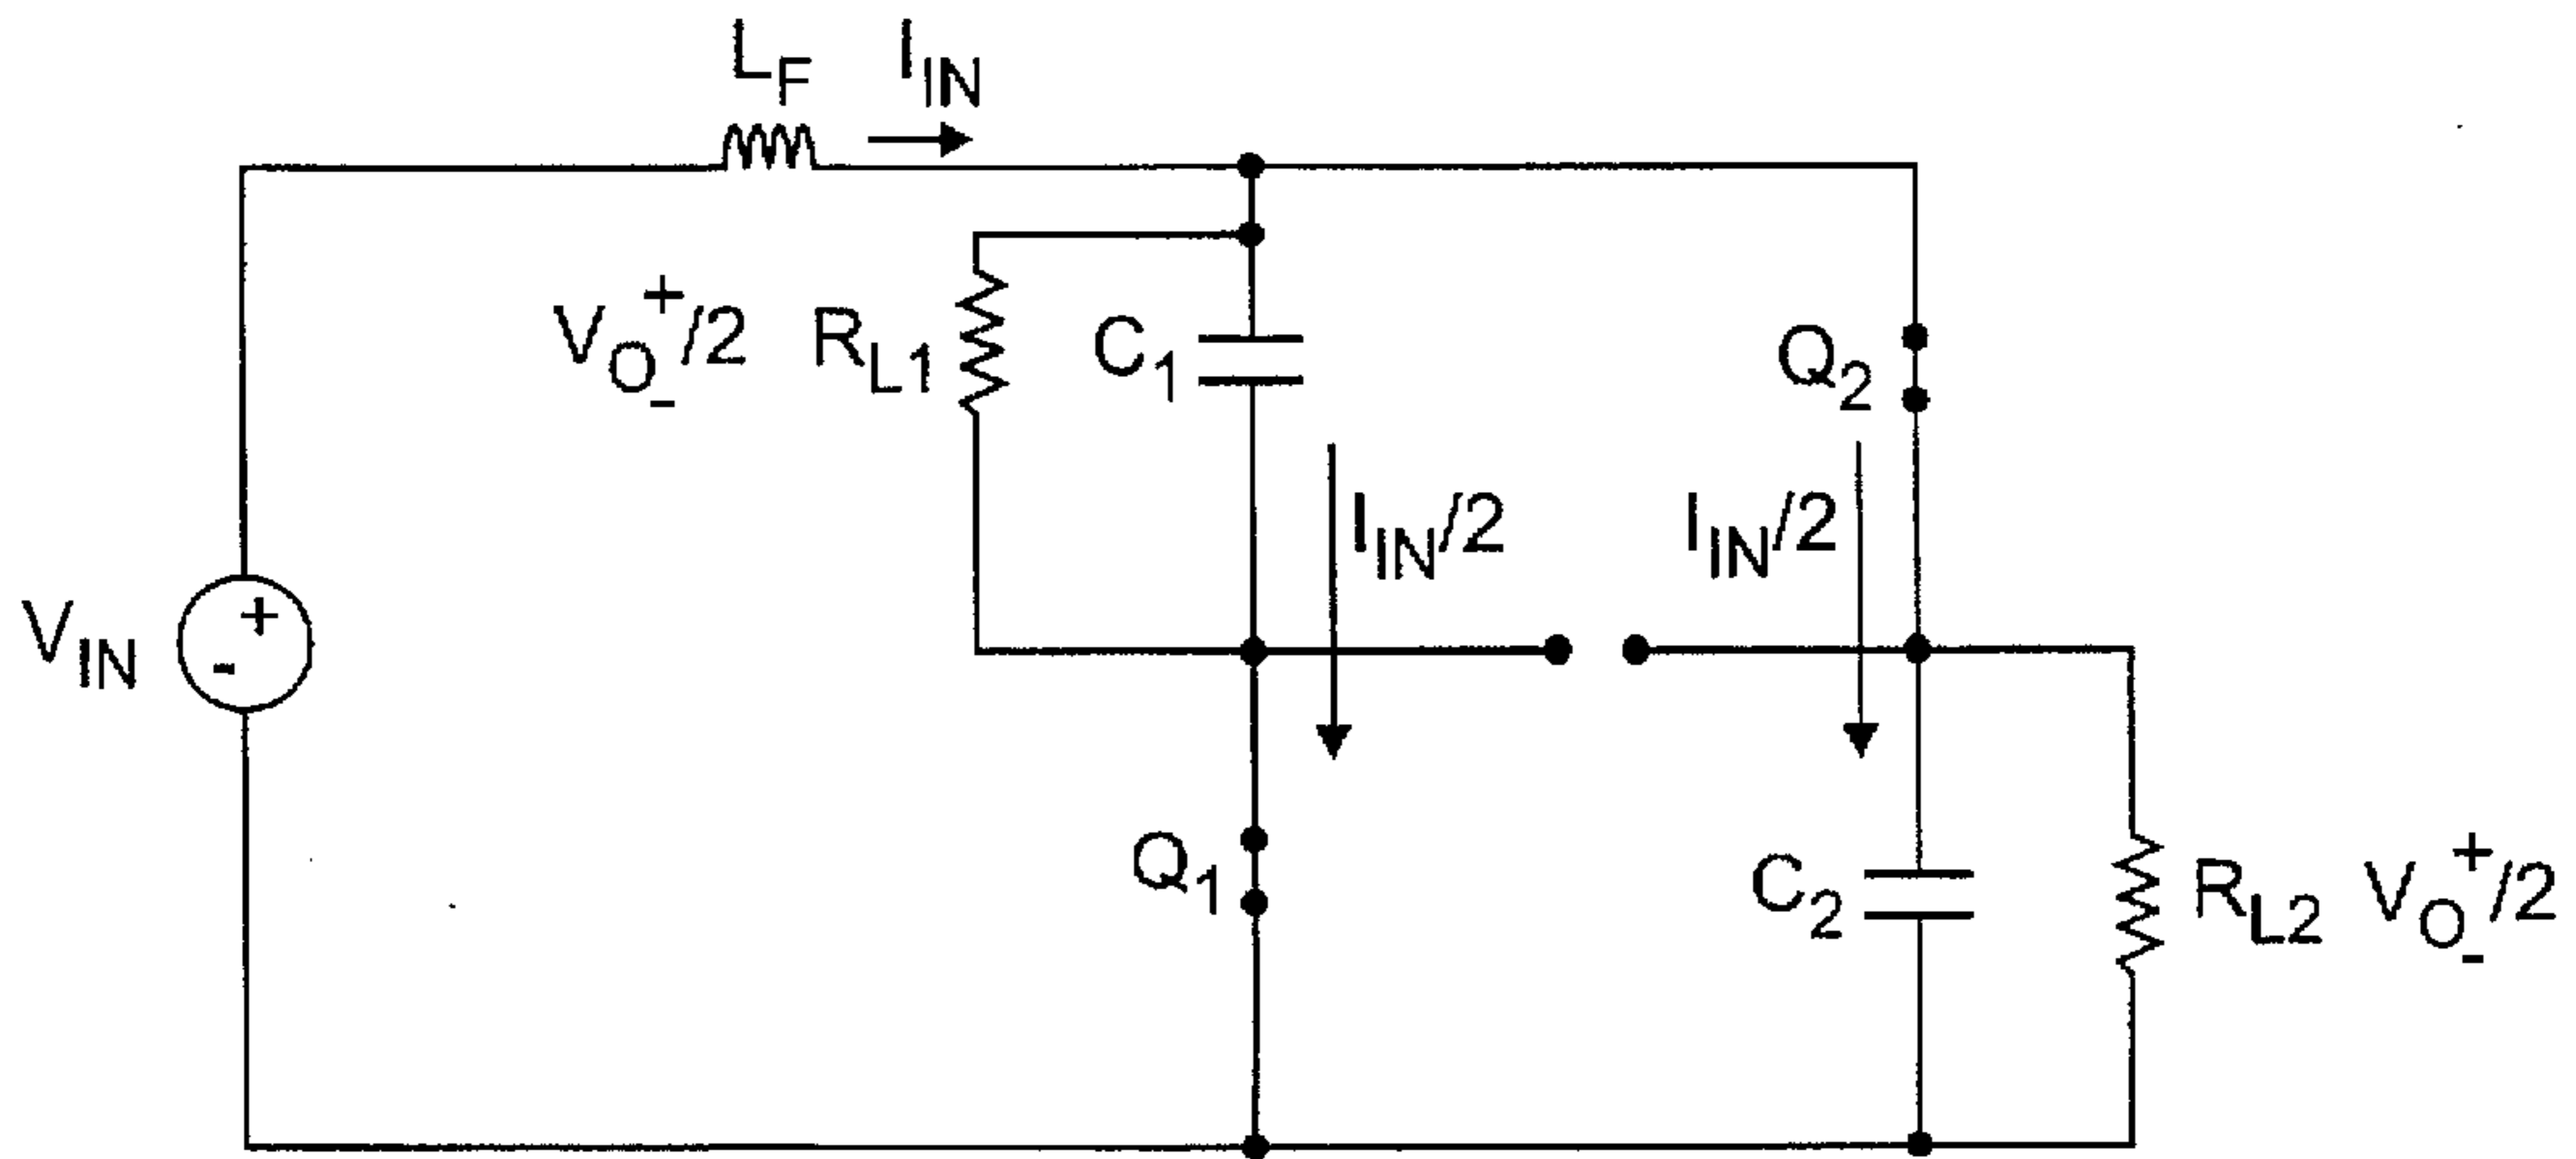 L_F I_IN
V_O/2 + -
R_L1
C_1
Q_2
I_IN/2
I_IN/2
V_IN
+
-
Q_1
C_2
R_L2
V_O/2 + -